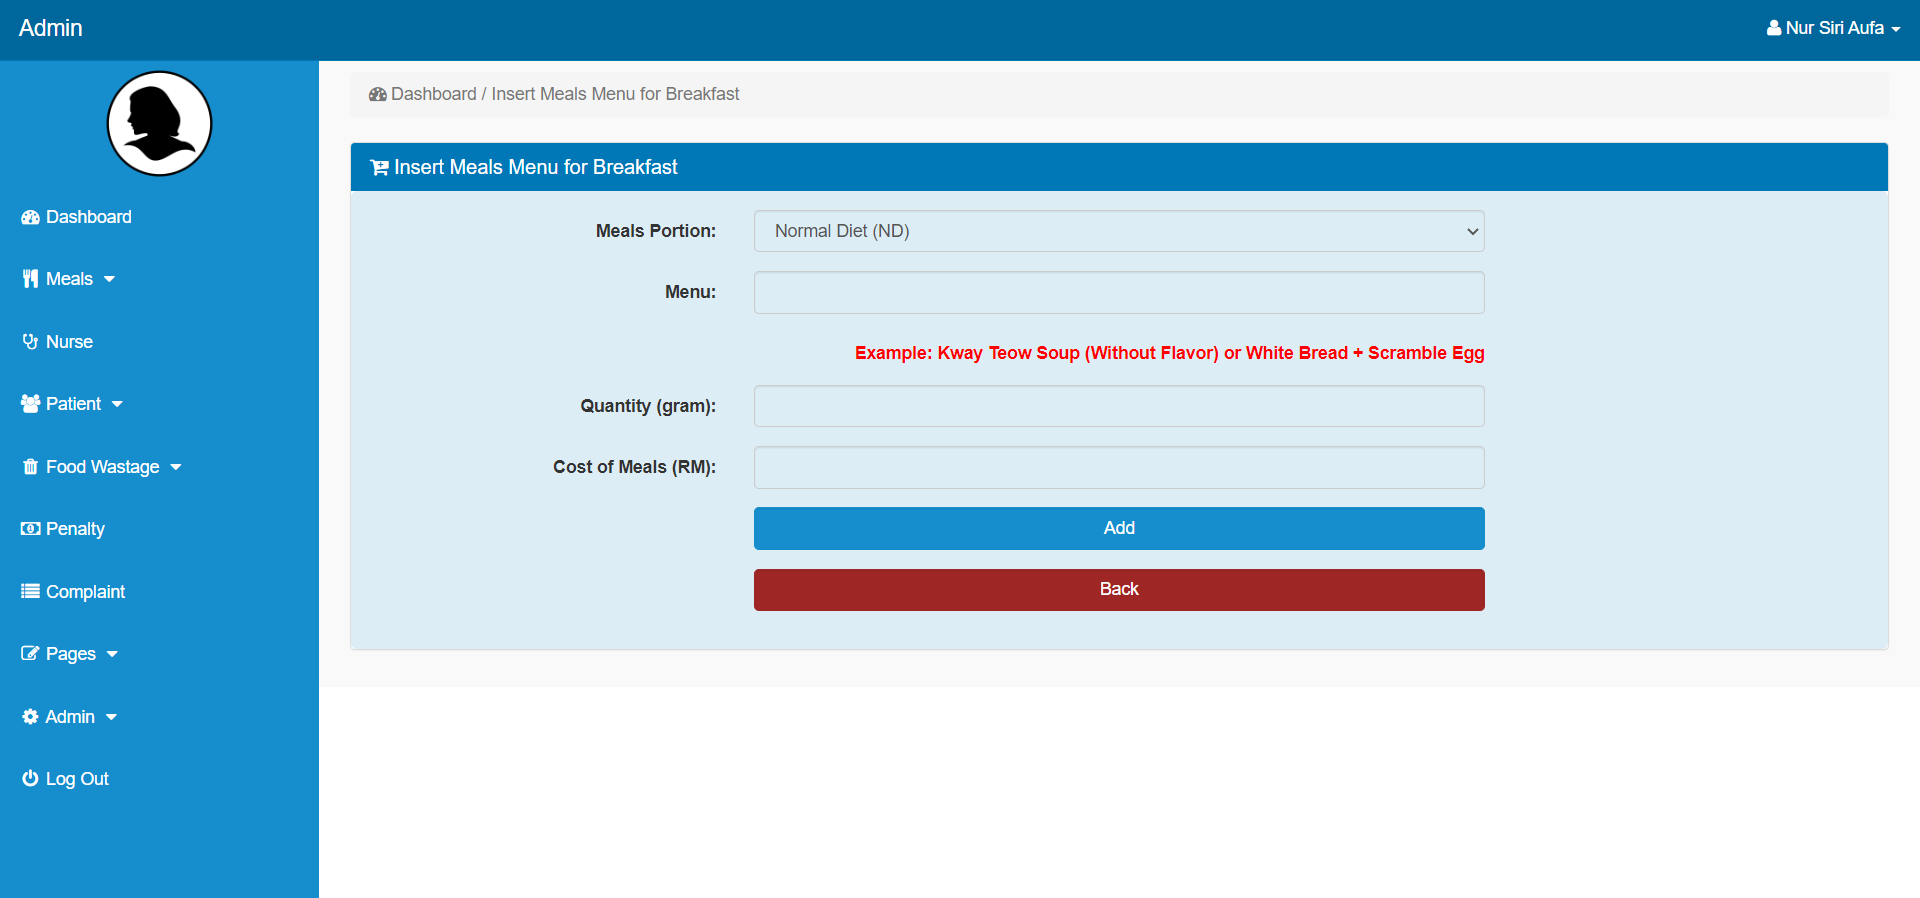 Admin
Nur Siri Aufa
Dashboard
Meals
Nurse
Patient
Food Wastage
Penalty
Complaint
Pages
Admin
Log Out
Dashboard / Insert Meals Menu for Breakfast
Insert Meals Menu for Breakfast
Meals Portion: Normal Diet (ND)
Menu:
Example: Kway Teow Soup (Without Flavor) or White Bread + Scramble Egg
Quantity (gram):
Cost of Meals (RM):
Add
Back